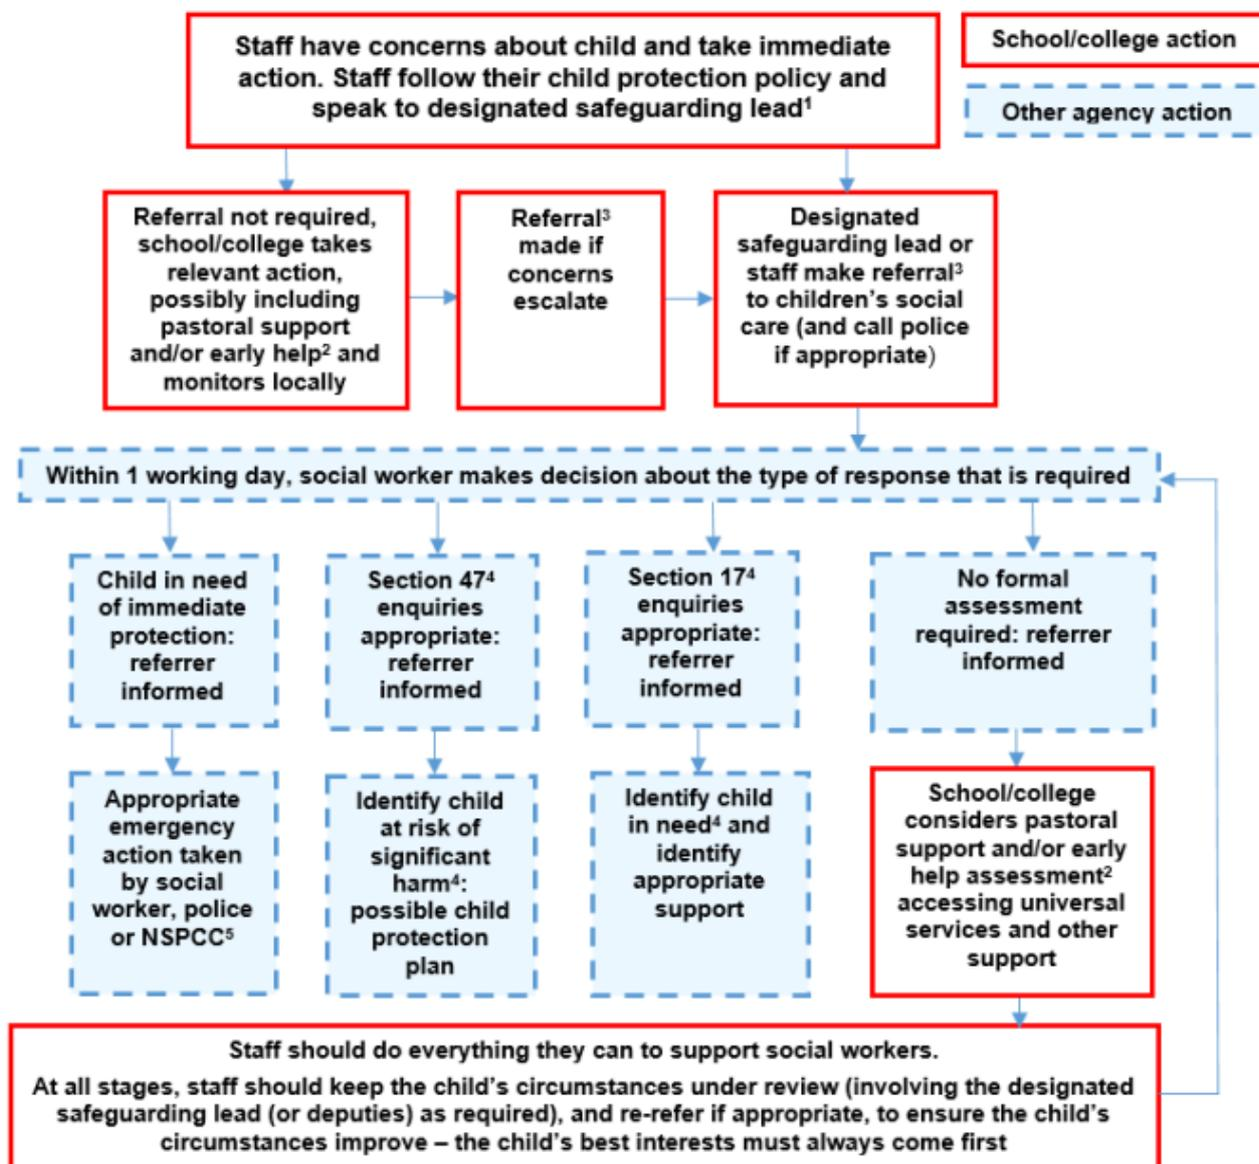 Staff have concerns about child and take immediate
action. Staff follow their child protection policy and
speak to designated safeguarding lead¹
School/college action
Other agency action
Referral not required,
school/college takes
relevant action,
possibly including
pastoral support
and/or early help² and
monitors locally
Referral³
made if
concerns
escalate
Designated
safeguarding lead or
staff make referral³
to children’s social
care (and call police
if appropriate)
Within 1 working day, social worker makes decision about the type of response that is required
Child in need
of immediate
protection:
referrer
informed
Section 47⁴
enquiries
appropriate:
referrer
informed
Section 17⁴
enquiries
appropriate:
referrer
informed
No formal
assessment
required: referrer
informed
Appropriate
emergency
action taken
by social
worker, police
or NSPCC⁵
Identify child
at risk of
significant
harm⁴:
possible child
protection
plan
Identify child
in need⁴ and
identify
appropriate
support
School/college
considers pastoral
support and/or early
help assessment²
accessing universal
services and other
support
Staff should do everything they can to support social workers.
At all stages, staff should keep the child’s circumstances under review (involving the designated
safeguarding lead (or deputies) as required), and re-refer if appropriate, to ensure the child’s
circumstances improve – the child’s best interests must always come first